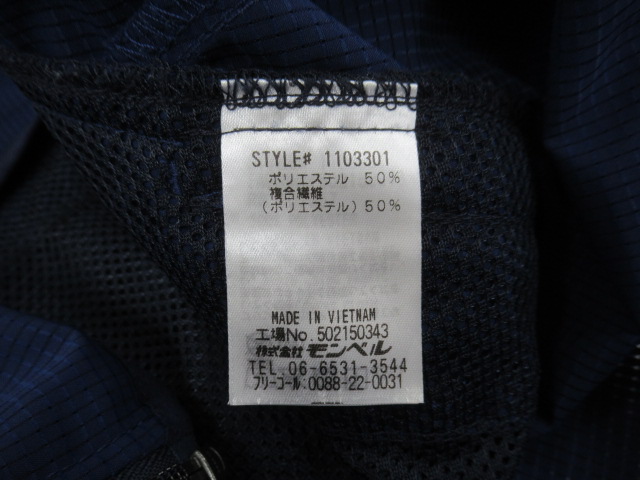 STYLE# 1103301
ポリエステル 50%
複合繊維
(ポリエステル) 50%
MADE IN VIETNAM
工場No. 502150343
株式会社 モンベル
TEL. 06-6531-3544
フリーコール: 0088-22-0031